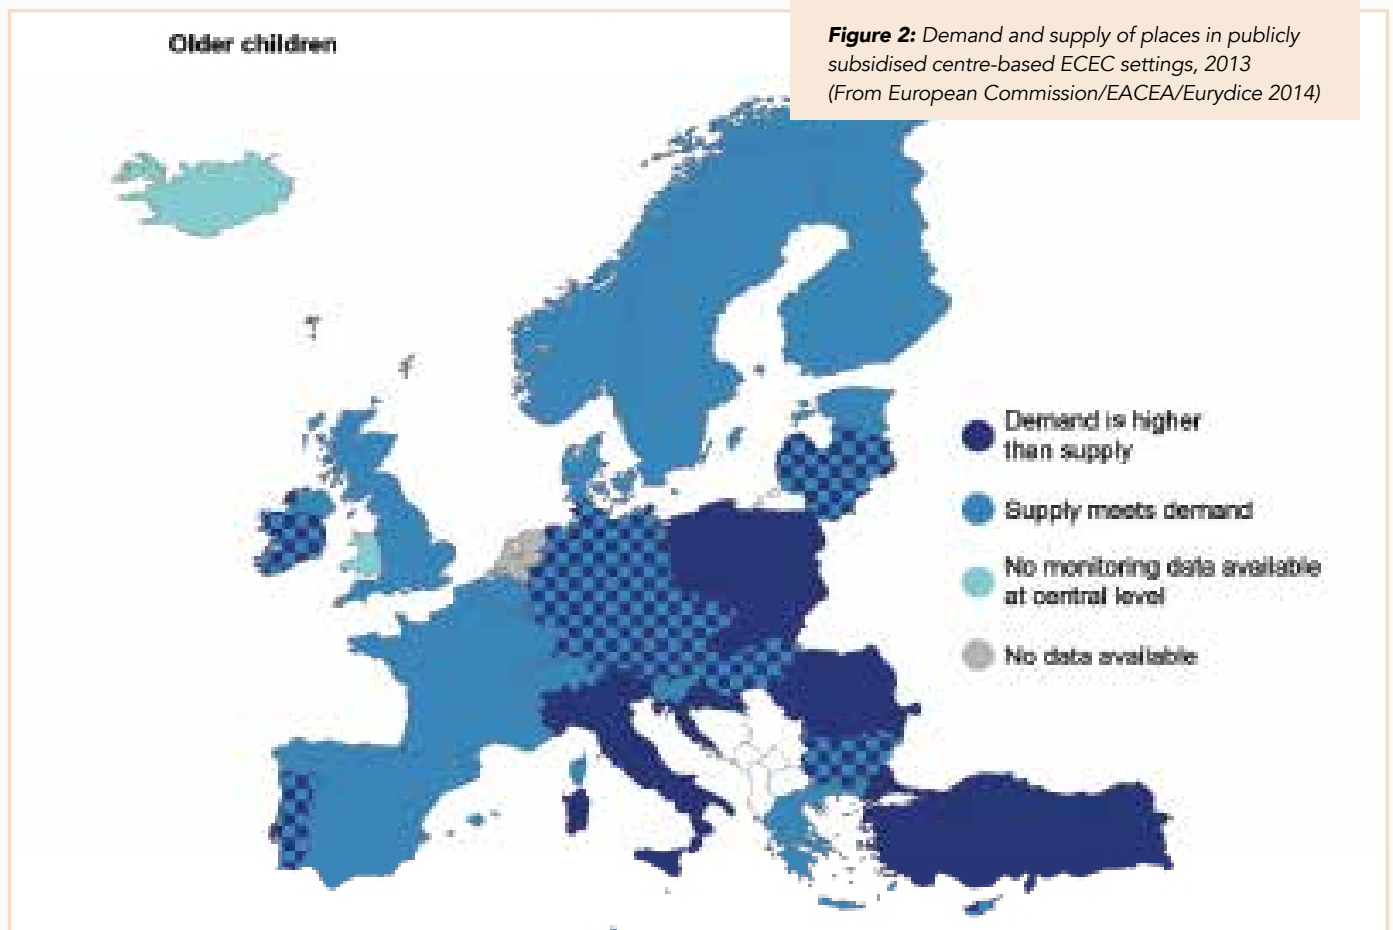 Older children
Figure 2: Demand and supply of places in publicly
subsidised centre-based ECEC settings, 2013
(From European Commission/EACEA/Eurydice 2014)
Demand is higher
than supply
Supply meets demand
No monitoring data available
at central level
No data available